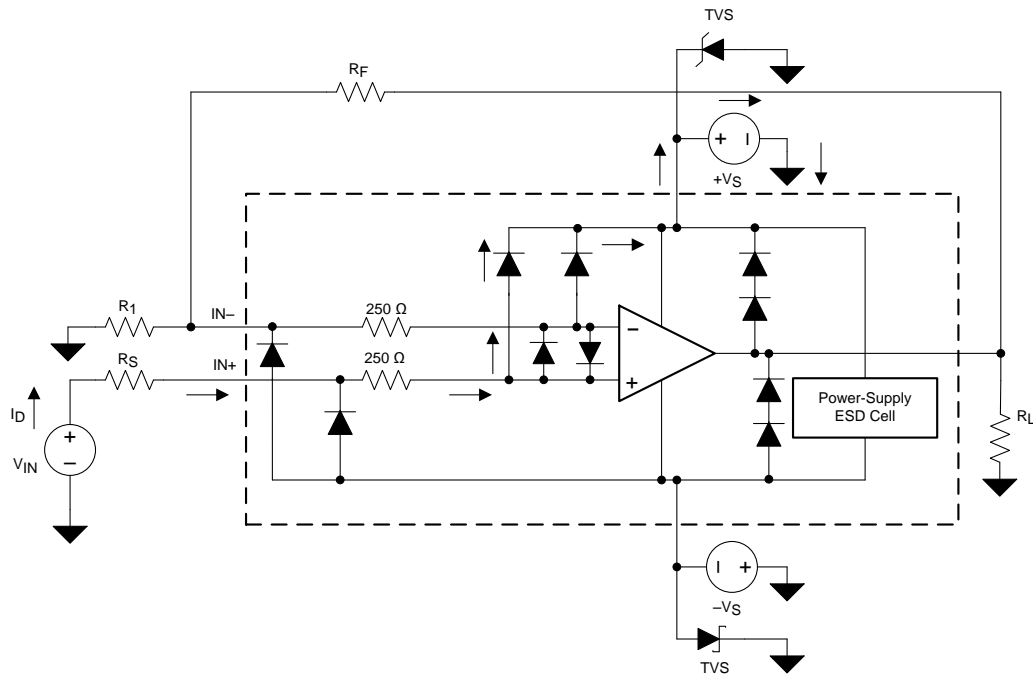 TVS
RF
+ –
+VS
R1
IN–
250 Ω
–
RS
IN+
250 Ω
+
ID
+
–
VIN
Power-Supply
ESD Cell
RL
– +
–VS
TVS